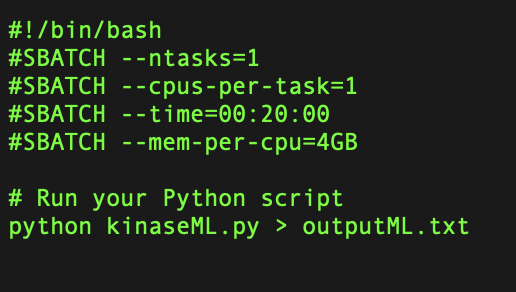 #!/bin/bash
#SBATCH --ntasks=1
#SBATCH --cpus-per-task=1
#SBATCH --time=00:20:00
#SBATCH --mem-per-cpu=4GB
# Run your Python script
python kinaseML.py > outputML.txt